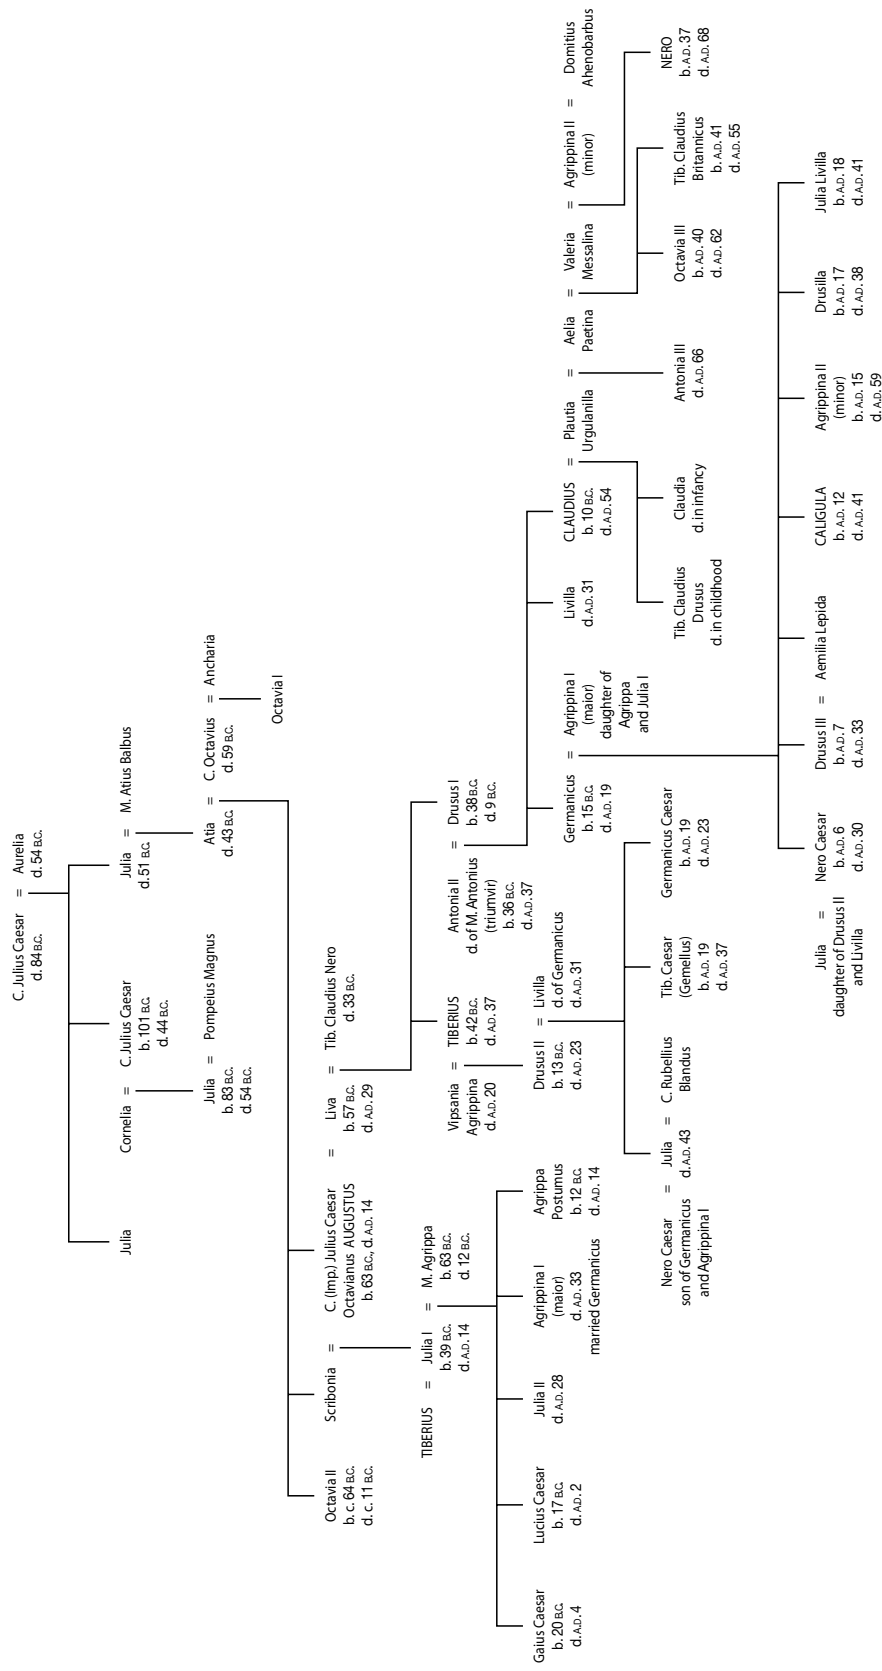 C. Julius Caesar = Aurelia
d. 84 B.C. d. 54 B.C.
Julia
Cornelia = C. Julius Caesar
b. 101 B.C.
d. 44 B.C.
Julia = M. Atius Balbus
d. 51 B.C.
Julia = Pompeius Magnus
b. 83 B.C.
d. 54 B.C.
Atia = C. Octavius = Ancharia
d. 43 B.C. d. 59 B.C.
Octavia I
Octavia II
b. c. 64 B.C.
d. c. 11 B.C.
Scribonia = C. (Imp.) Julius Caesar
Octavianus AUGUSTUS
b. 63 B.C., d. A.D. 14
= Liva = Tib. Claudius Nero
b. 57 B.C. d. 33 B.C.
d. A.D. 29
TIBERIUS = Julia I = M. Agrippa
b. 39 B.C. b. 63 B.C.
d. A.D. 14 d. 12 B.C.
Vipsania = TIBERIUS
Agrippina b. 42 B.C.
d. A.D. 20 d. A.D. 37
Antonia II = Drusus I
d. of M. Antonius b. 38 B.C.
(triumvir) d. 9 B.C.
b. 36 B.C.
d. A.D. 37
Gaius Caesar
b. 20 B.C.
d. A.D. 4
Lucius Caesar
b. 17 B.C.
d. A.D. 2
Julia II
d. A.D. 28
Agrippina I
(maior)
d. A.D. 33
married Germanicus
Agrippa
Postumus
b. 12 B.C.
d. A.D. 14
Drusus II = Livilla
b. 13 B.C. d. of Germanicus
d. A.D. 23 d. A.D. 31
Germanicus = Agrippina I
b. 15 B.C. (maior)
d. A.D. 19 daughter of
Agrippa
and Julia I
Livilla
d. A.D. 31
CLAUDIUS = Plautia = Aelia = Valeria = Agrippina II = Domitius
b. 10 B.C. Urgulanilla Paetina Messalina (minor) Ahenobarbus
d. A.D. 54
Nero Caesar = Julia = C. Rubellius
son of Germanicus d. A.D. 43 Blandus
and Agrippina I
Tib. Caesar
(Gemellus)
b. A.D. 19
d. A.D. 37
Germanicus Caesar
b. A.D. 19
d. A.D. 23
Tib. Claudius
Drusus
d. in childhood
Claudia
d. in infancy
Antonia III
d. A.D. 66
Octavia III
b. A.D. 40
d. A.D. 62
Tib. Claudius
Britannicus
b. A.D. 41
d. A.D. 55
NERO
b. A.D. 37
d. A.D. 68
Julia = Nero Caesar
daughter of Drusus II b. A.D. 6
and Livilla d. A.D. 30
Drusus III = Aemilia Lepida
b. A.D. 7
d. A.D. 33
CALIGULA
b. A.D. 12
d. A.D. 41
Agrippina II
(minor)
b. A.D. 15
d. A.D. 59
Drusilla
b. A.D. 17
d. A.D. 38
Julia Livilla
b. A.D. 18
d. A.D. 41